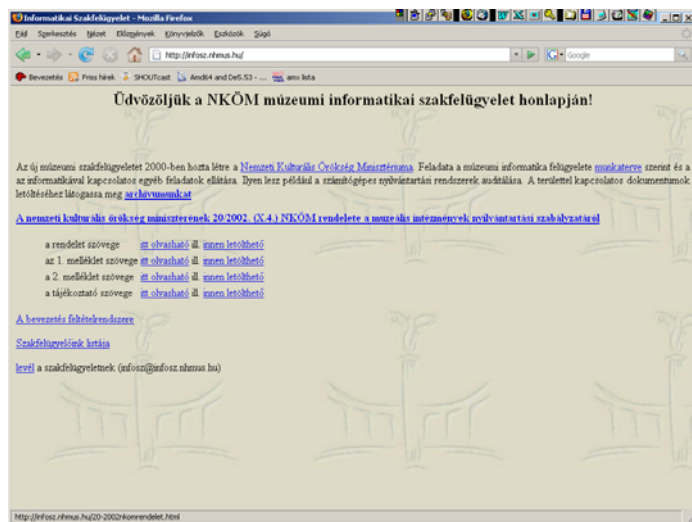 Informatikai Szakfelügyelet - Mozilla Firefox
Fájl Szerkesztés Nézet Előzmények Könyvjelzők Eszközök Súgó
http://infosz.nhmus.hu/
Google
Bevezetés Friss hírek SHOUTcast Amd64 and De5.53 - ... amx lista
Üdvözöljük a NKÖM múzeumi informatikai szakfelügyelet honlapján!
Az új múzeumi szakfelügyeletet 2000-ben hozta létre a Nemzeti Kulturális Örökség Minisztériuma. Feladata a múzeumi informatika felügyelete munkaterve szerint és a
az informatikával kapcsolatos egyéb feladatok ellátása. Ilyen lesz például a számítógépes nyilvántartási rendszerek auditálása. A területtel kapcsolatos dokumentumok
letöltéséhez látogassa meg archívumunkat
A nemzeti kulturális örökség miniszterének 20/2002. (X.4.) NKÖM rendelete a muzeális intézmények nyilvántartási szabályzatáról
a rendelet szövege itt olvasható ill. innen letölthető
az 1. melléklet szövege itt olvasható ill. innen letölthető
a 2. melléklet szövege itt olvasható ill. innen letölthető
a tájékoztató szövege itt olvasható ill. innen letölthető
A bevezetés feltételrendszere
Szakfelügyelőink listája
levél a szakfelügyeletnek (infosz@infosz.nhmus.hu)
http://infosz.nhmus.hu/20-2002nkomrendelet.html